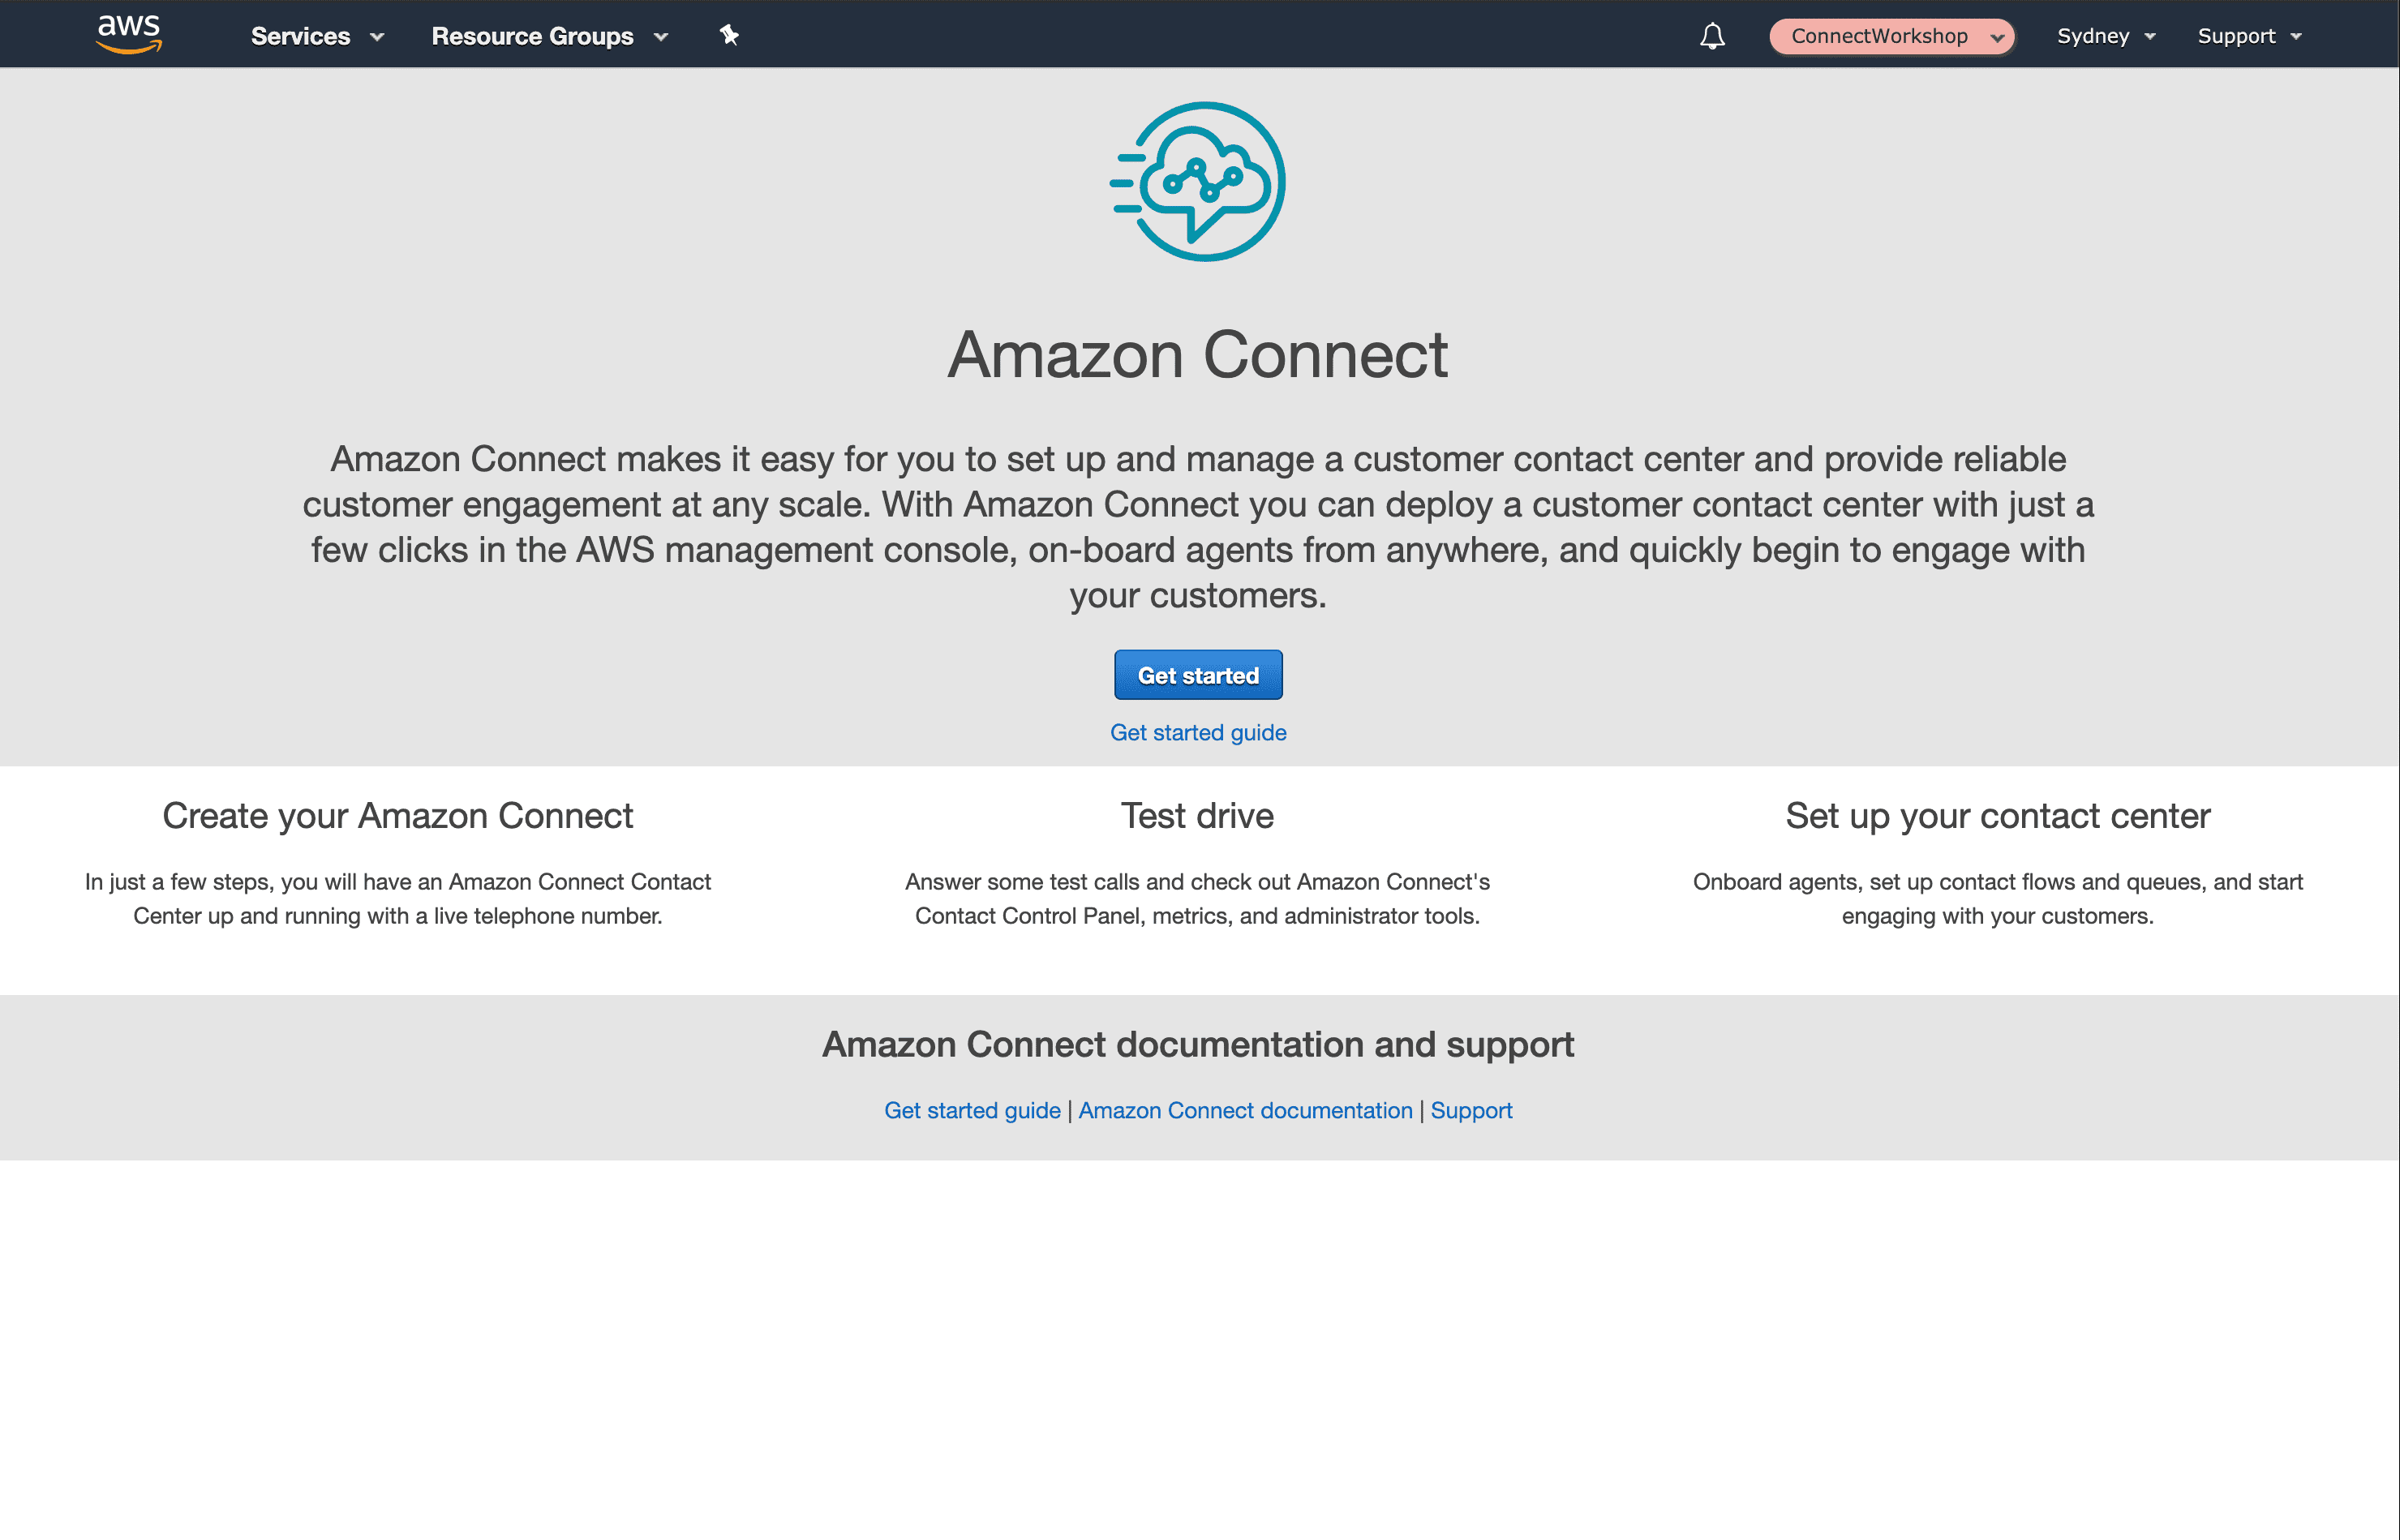 aws Services Resource Groups ConnectWorkshop Sydney Support
Amazon Connect
Amazon Connect makes it easy for you to set up and manage a customer contact center and provide reliable
customer engagement at any scale. With Amazon Connect you can deploy a customer contact center with just a
few clicks in the AWS management console, on-board agents from anywhere, and quickly begin to engage with
your customers.
Get started
Get started guide
Create your Amazon Connect
In just a few steps, you will have an Amazon Connect Contact
Center up and running with a live telephone number.
Test drive
Answer some test calls and check out Amazon Connect's
Contact Control Panel, metrics, and administrator tools.
Set up your contact center
Onboard agents, set up contact flows and queues, and start
engaging with your customers.
Amazon Connect documentation and support
Get started guide | Amazon Connect documentation | Support